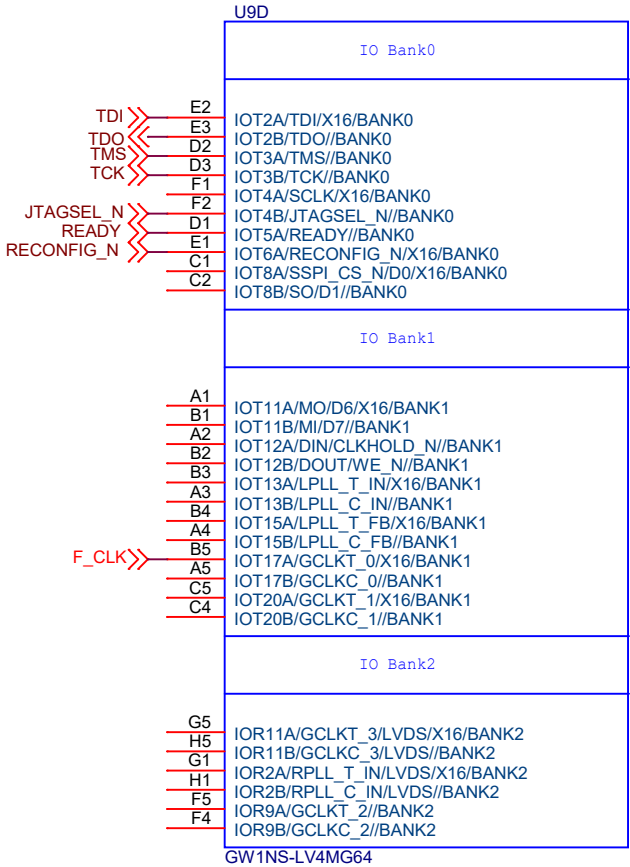 U9D
IO Bank0
TDI E2 IOT2A/TDI/X16/BANK0
TDO E3 IOT2B/TDO//BANK0
TMS D2 IOT3A/TMS//BANK0
TCK D3 IOT3B/TCK//BANK0
F1 IOT4A/SCLK/X16/BANK0
JTAGSEL_N F2 IOT4B/JTAGSEL_N//BANK0
READY D1 IOT5A/READY//BANK0
RECONFIG_N E1 IOT6A/RECONFIG_N/X16/BANK0
C1 IOT8A/SSPI_CS_N/D0/X16/BANK0
C2 IOT8B/SO/D1//BANK0
IO Bank1
A1 IOT11A/MO/D6/X16/BANK1
B1 IOT11B/MI/D7//BANK1
A2 IOT12A/DIN/CLKHOLD_N//BANK1
B2 IOT12B/DOUT/WE_N//BANK1
B3 IOT13A/LPLL_T_IN/X16/BANK1
A3 IOT13B/LPLL_C_IN//BANK1
B4 IOT15A/LPLL_T_FB/X16/BANK1
A4 IOT15B/LPLL_C_FB//BANK1
F_CLK B5 IOT17A/GCLKT_0/X16/BANK1
A5 IOT17B/GCLKC_0//BANK1
C5 IOT20A/GCLKT_1/X16/BANK1
C4 IOT20B/GCLKC_1//BANK1
IO Bank2
G5 IOR11A/GCLKT_3/LVDS/X16/BANK2
H5 IOR11B/GCLKC_3/LVDS//BANK2
G1 IOR2A/RPLL_T_IN/LVDS/X16/BANK2
H1 IOR2B/RPLL_C_IN/LVDS//BANK2
F5 IOR9A/GCLKT_2//BANK2
F4 IOR9B/GCLKC_2//BANK2
GW1NS-LV4MG64